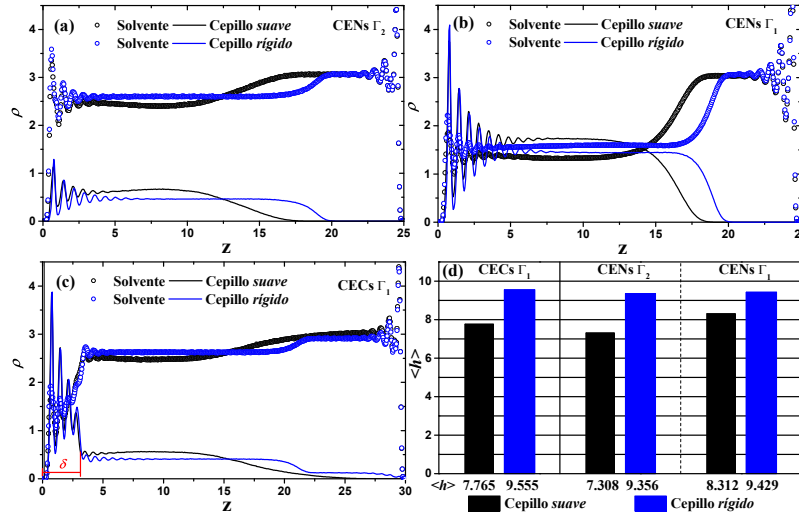 (a)
Solvente Cepillo suave
Solvente Cepillo rígido
CENs Γ2
ρ
4
3
2
1
0
0 5 10 15 20 25
z
(b)
Solvente Cepillo suave
Solvente Cepillo rígido
CENs Γ1
ρ
4
3
2
1
0
0 5 10 15 20 25
z
(c)
Solvente Cepillo suave
Solvente Cepillo rígido
CECs Γ1
ρ
4
3
2
1
0
δ
0 5 10 15 20 25 30
z
(d)
CECs Γ1 CENs Γ2 CENs Γ1
<h>
10
8
6
4
2
0
<h> 7.765 9.555 7.308 9.356 8.312 9.429
Cepillo suave Cepillo rígido